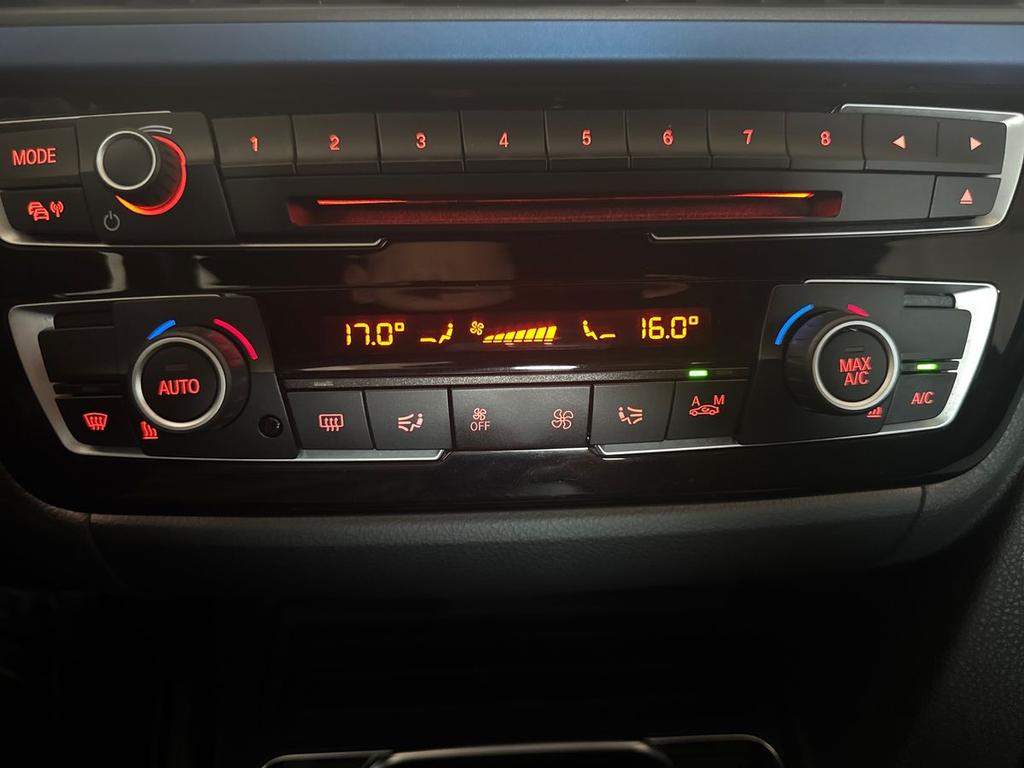 MODE 1 2 3 4 5 6 7 8
17.0° 16.0°
AUTO MAX
A/C
A/C
OFF A M